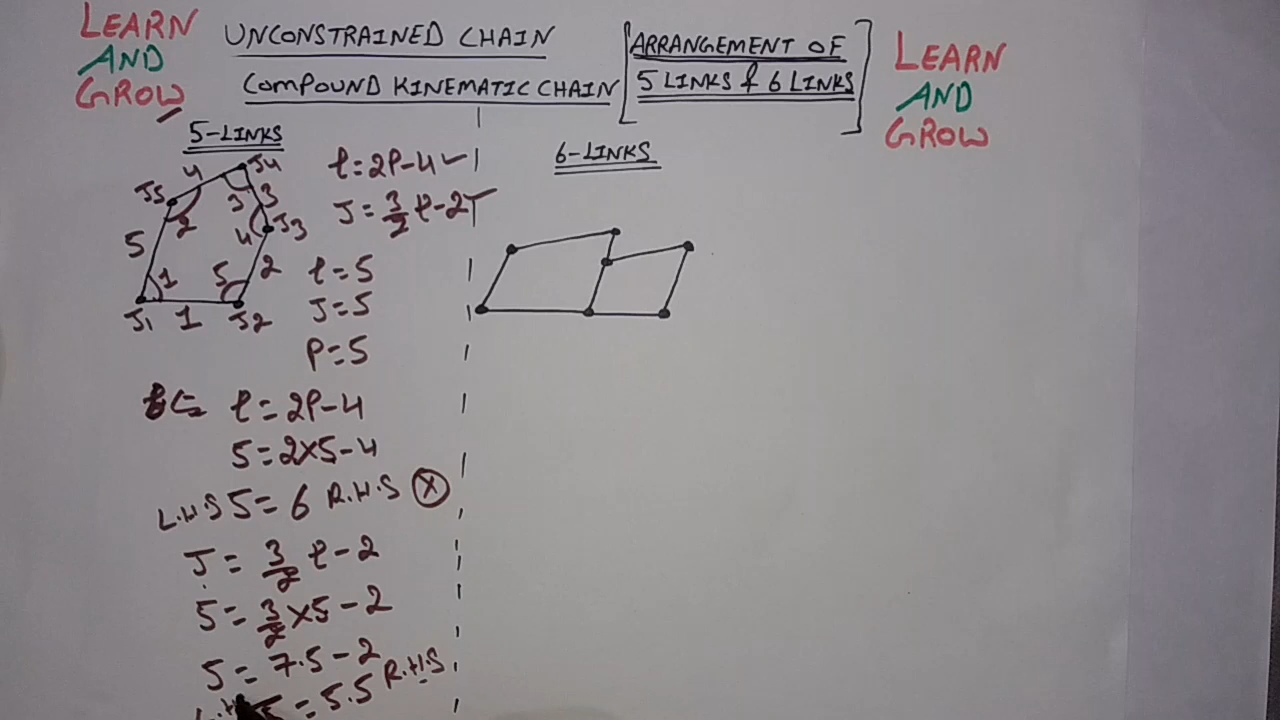 LEARN
AND
GROW
UNCONSTRAINED CHAIN
COMPOUND KINEMATIC CHAIN
[ARRANGEMENT OF
5 LINKS & 6 LINKS]
LEARN
AND
GROW
5-LINKS
J5 4 J4
3 3
2
5 4 J3
1 5 2
J1 1 J2
l=2P-4
J=3/2 l-2
l=5
J=5
P=5
l=2P-4
5=2×5-4
L.H.S 5=6 R.H.S ⓧ
J=3/2 l-2
5=3/2×5-2
5=7.5-2
=5.5 R.H.S
6-LINKS